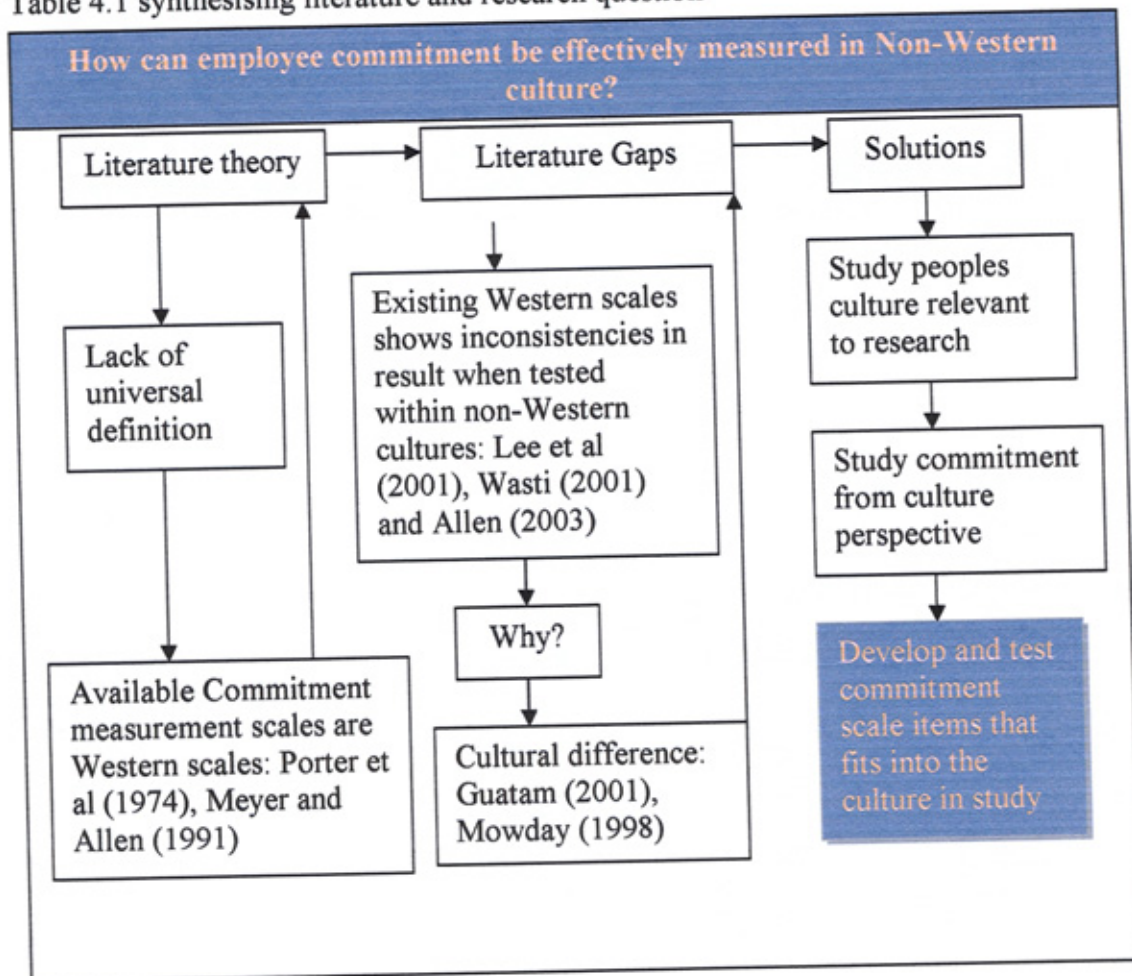 Table 4.1 synthesising literature and research question
How can employee commitment be effectively measured in Non-Western
culture?
Literature theory
Literature Gaps
Solutions
Lack of
universal
definition
Available Commitment
measurement scales are
Western scales: Porter et
al (1974), Meyer and
Allen (1991)
Existing Western scales
shows inconsistencies in
result when tested
within non-Western
cultures: Lee et al
(2001), Wasti (2001)
and Allen (2003)
Why?
Cultural difference:
Guatam (2001),
Mowday (1998)
Study peoples
culture relevant
to research
Study commitment
from culture
perspective
Develop and test
commitment
scale items that
fits into the
culture in study